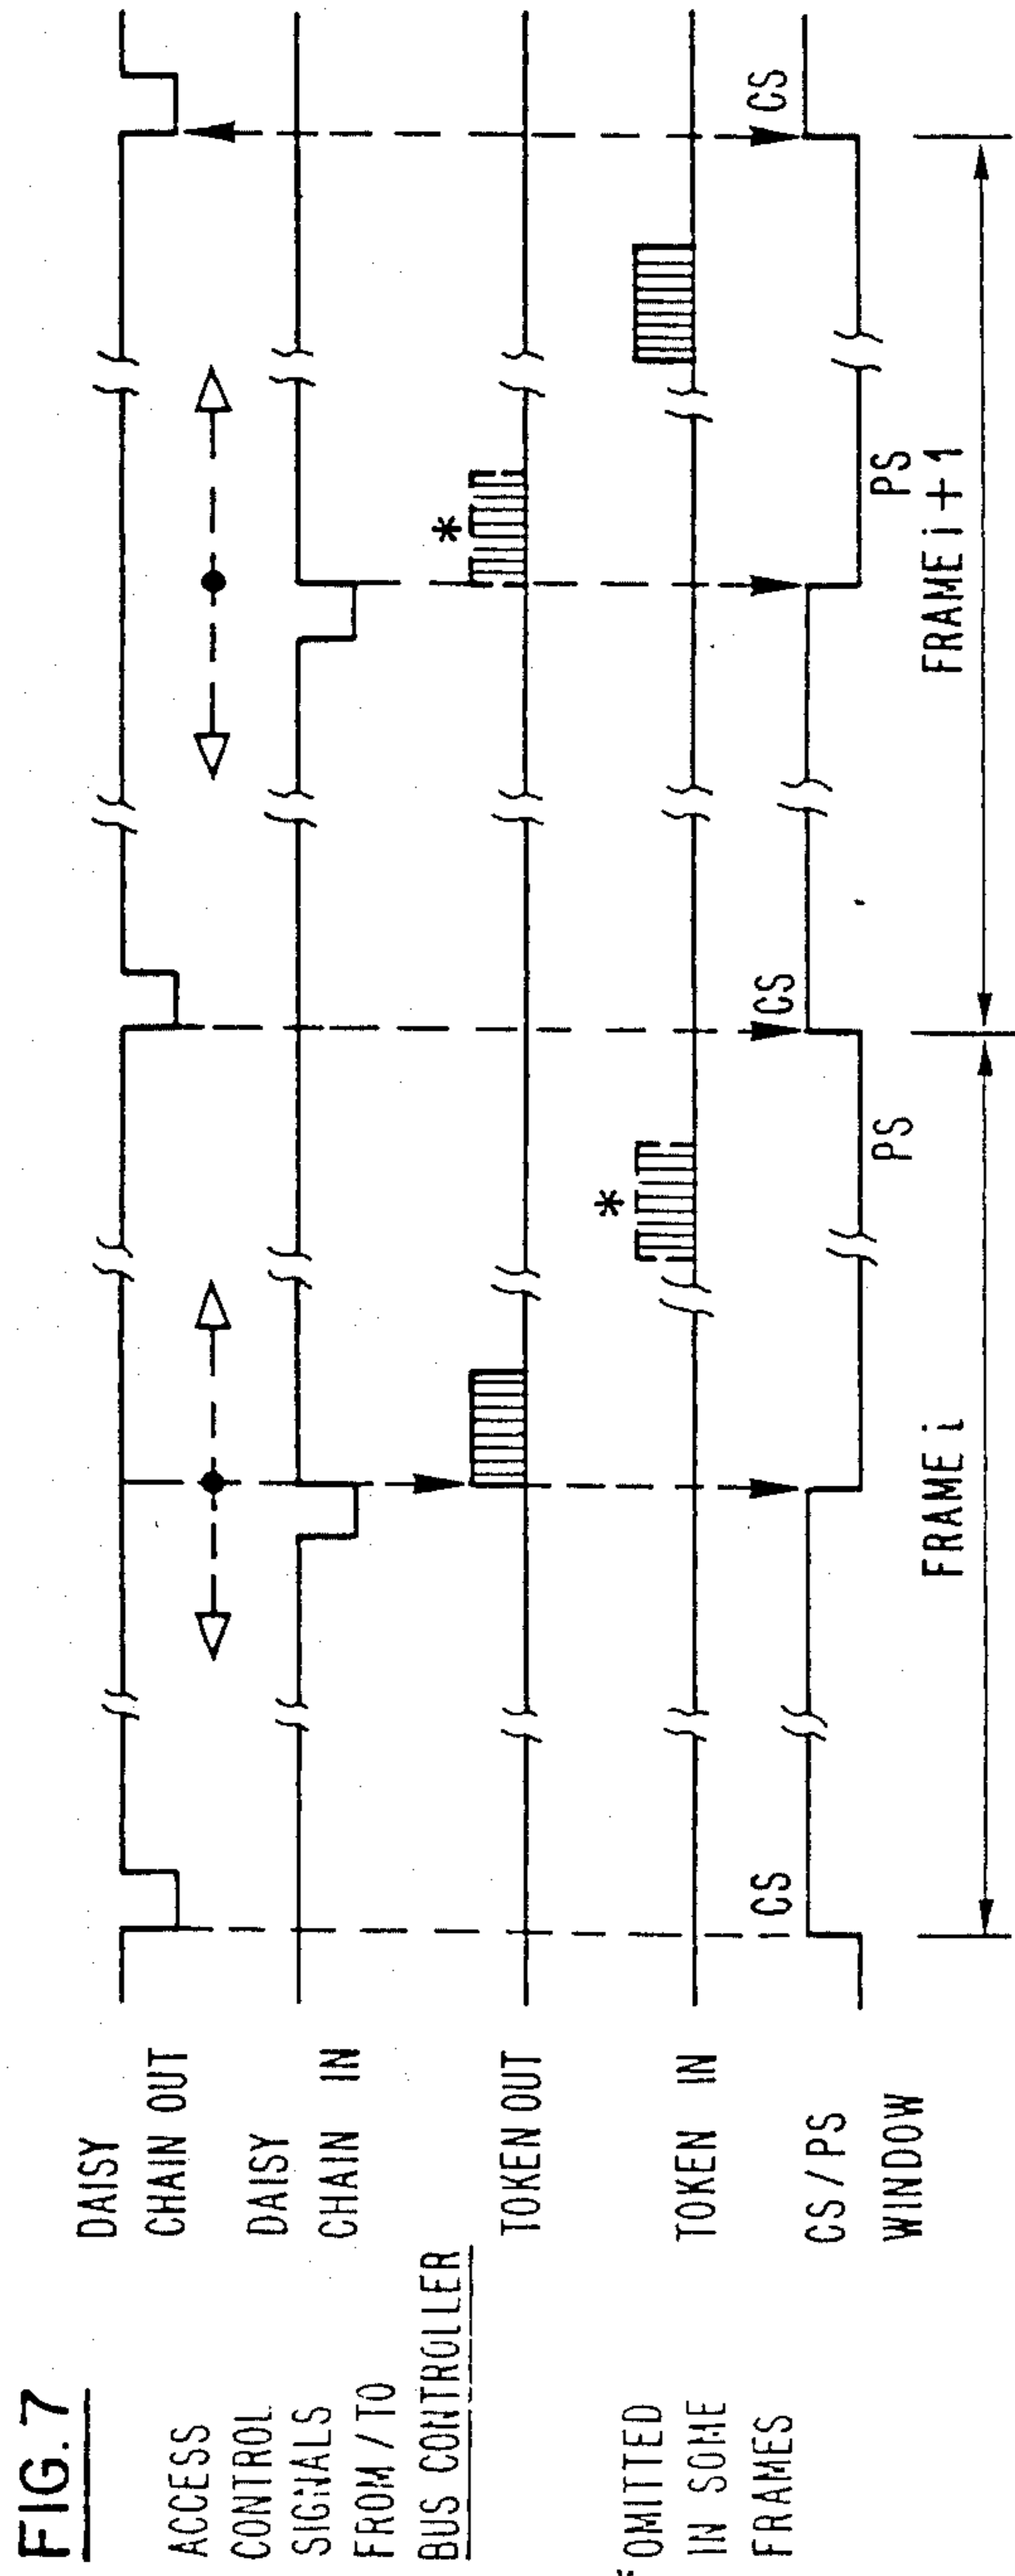 FIG.7
ACCESS
CONTROL
SIGNALS
FROM / TO
BUS CONTROLLER
* OMITTED
IN SOME
FRAMES
DAISY
CHAIN OUT
DAISY
CHAIN IN
TOKEN OUT
TOKEN IN
CS / PS
WINDOW
*
*
CS
PS
CS
PS
CS
FRAME i
FRAME i + 1